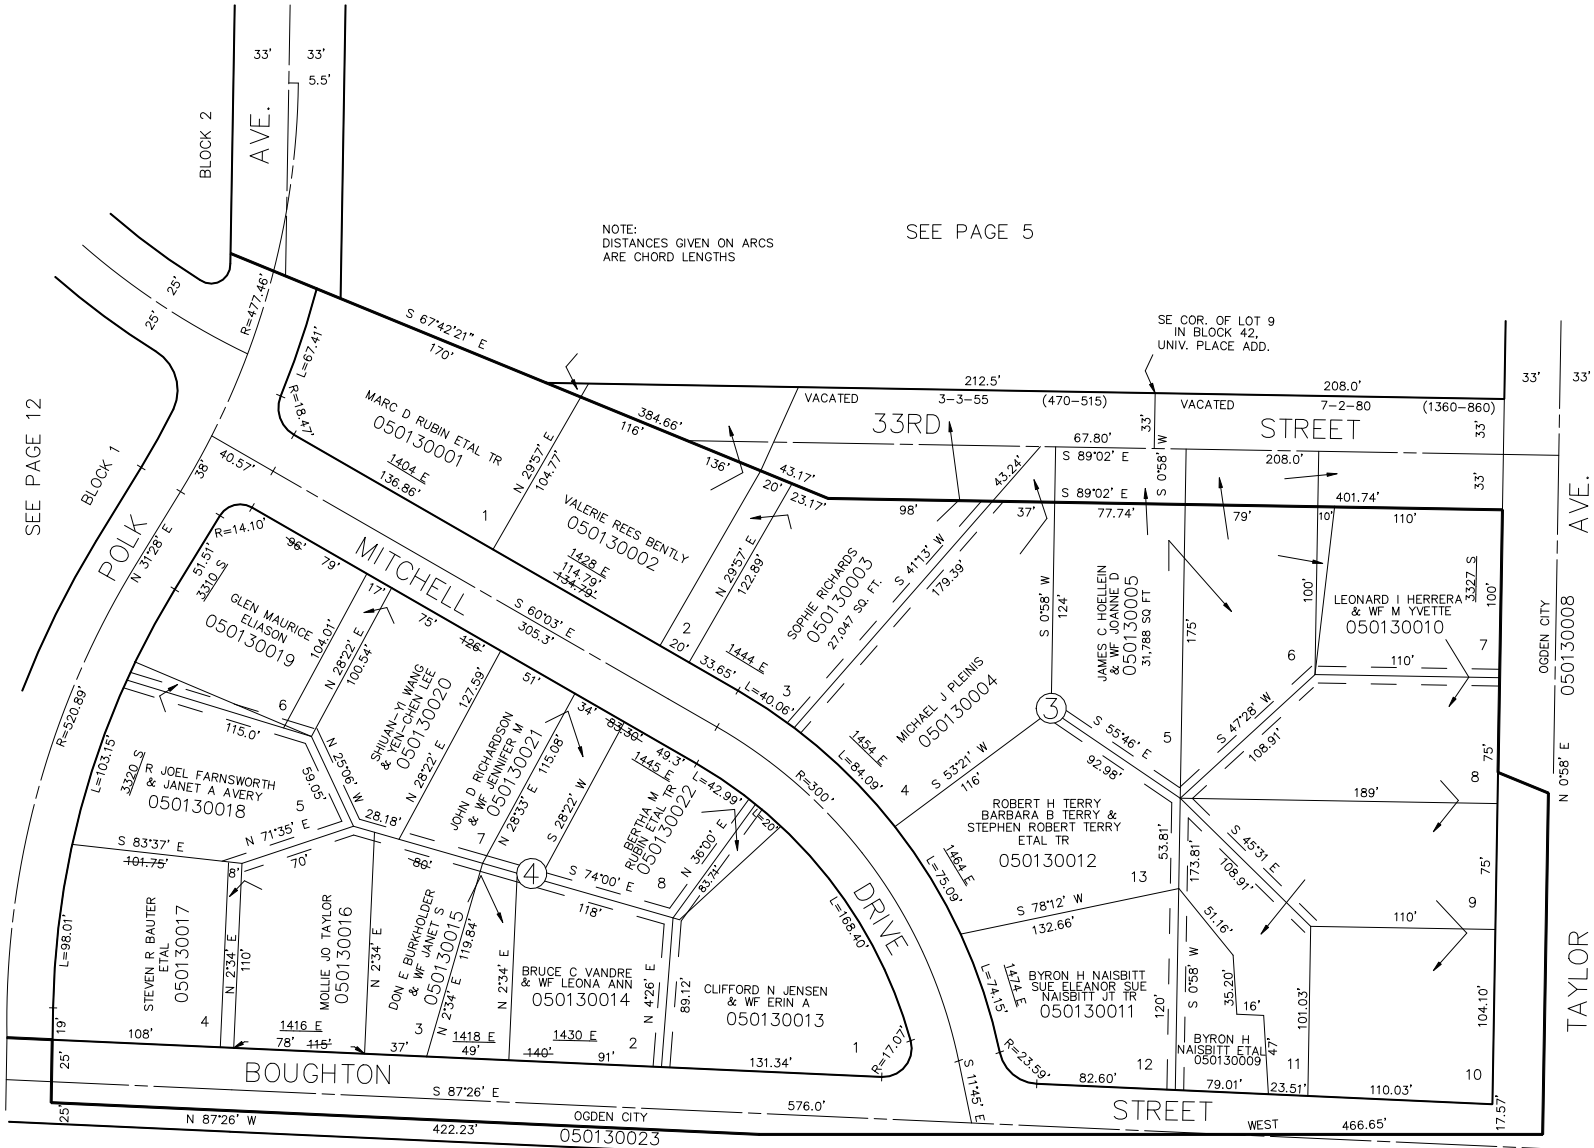 33'
33'
5.5'
AVE.
BLOCK 2
NOTE:
DISTANCES GIVEN ON ARCS
ARE CHORD LENGTHS
SEE PAGE 5
25'
25'
R=477.46'
S 67°42'21" E
170'
SE COR. OF LOT 9
IN BLOCK 42,
UNIV. PLACE ADD.
33'
33'
L=67.41'
R=18.47'
MARC D RUBIN ETAL TR
050130001
1404 E
136.86'
1
212.5'
208.0'
VACATED
3-3-55
(470-515)
VACATED
7-2-80
(1360-860)
33RD
STREET
33'
33'
67.80'
S 89°02' E
S 0°58' W
208.0'
33'
SEE PAGE 12
BLOCK 1
38'
40.57'
384.66'
116'
136'
43.17'
20'
23.17'
N 29°57' E
104.77'
43.24'
S 89°02' E
401.74'
98'
37'
77.74'
79'
10'
110'
VALERIE REES BENTLY
050130002
1428 E
114.79'
134.79'
2
20'
N 29°57' E
122.89'
POLK
N 31°28' E
R=14.10'
96'
79'
MITCHELL
51.51'
3310 S
GLEN MAURICE
ELIASON
050130019
17'
104.01'
N 28°22' E
100.54'
75'
126'
S 60°03' E
305.3'
SOPHIE RICHARDS
050130003
27,047 SQ. FT.
S 41°13' W
179.39'
1444 E
33.65'
L=40.06'
3
S 0°58' W
124'
JAMES C HOELLEIN
& WF JOANNE D
050130005
31,788 SQ FT
175'
100'
LEONARD I HERRERA
& WF M YVETTE
050130010
3327 S
100'
7
6
110'
AVE.
OGDEN CITY
050130008
N 0°58' E
6
SHIUAN-YI WANG
& YEN-CHEN LEE
050130020
127.59'
51'
34'
83.30'
49.3'
MICHAEL J PLEINIS
050130004
1454 E
L=84.09'
3
S 55°46' E
92.98'
5
S 47°28' W
108.91'
75'
8
R=520.89'
115.0'
L=103.15'
3320 S
R JOEL FARNSWORTH
& JANET A AVERY
050130018
5
59.05'
N 25°06' W
28.18'
N 28°22' E
JOHN D RICHARDSON
& WF JENNIFER M
050130021
7
115.08'
N 28°33' E
S 28°22' W
1445 E
BERTHA M
RUBIN ETAL TR
050130022
8
L=42.99'
L=20'
N 36°00' E
83.74'
R=300'
4
S 53°21' W
116'
ROBERT H TERRY
BARBARA B TERRY &
STEPHEN ROBERT TERRY
ETAL TR
050130012
53.81'
173.81'
189'
S 45°31 E
108.91'
75'
9
S 83°37' E
101.75'
N 71°35' E
70'
8'
80'
4
S 74°00' E
118'
1464 E
L=75.09'
13
S 78°12' W
132.66'
51.16'
110'
L=98.01'
STEVEN R BAUTER
ETAL
050130017
N 2°34' E
110'
MOLLIE JO TAYLOR
050130016
N 2°34' E
DON E BURKHOLDER
& WF JANET S
050130015
119.84'
N 2°34' E
N 2°34' E
BRUCE C VANDRE
& WF LEONA ANN
050130014
N 4°26' E
89.12'
CLIFFORD N JENSEN
& WF ERIN A
050130013
L=168.40'
DRIVE
L=74.15'
1474 E
BYRON H NAISBITT
SUE ELEANOR SUE
NAISBITT JT TR
050130011
120'
S 0°58' W
35.20'
16'
47'
101.03'
104.10'
TAYLOR
19'
108'
4
1416 E
78'
115'
37'
3
1418 E
49'
140'
1430 E
91'
2
131.34'
1
R=17.07'
R=23.59'
82.60'
12
BYRON H
NAISBITT ETAL
050130009
79.01'
23.51'
11
110.03'
10
25'
BOUGHTON
S 87°26' E
576.0'
S 11°45' E
STREET
25'
N 87°26' W
422.23'
OGDEN CITY
050130023
WEST
466.65'
17.57'